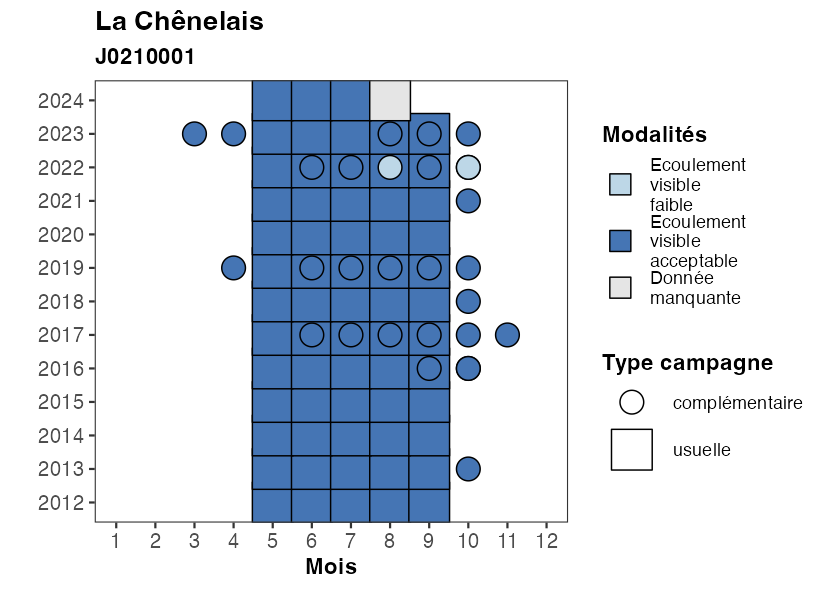 La Chênelais
J0210001
2024
2023
2022
2021
2020
2019
2018
2017
2016
2015
2014
2013
2012
1 2 3 4 5 6 7 8 9 10 11 12
Mois
Modalités
Ecoulement
visible
faible
Ecoulement
visible
acceptable
Donnée
manquante
Type campagne
complémentaire
usuelle